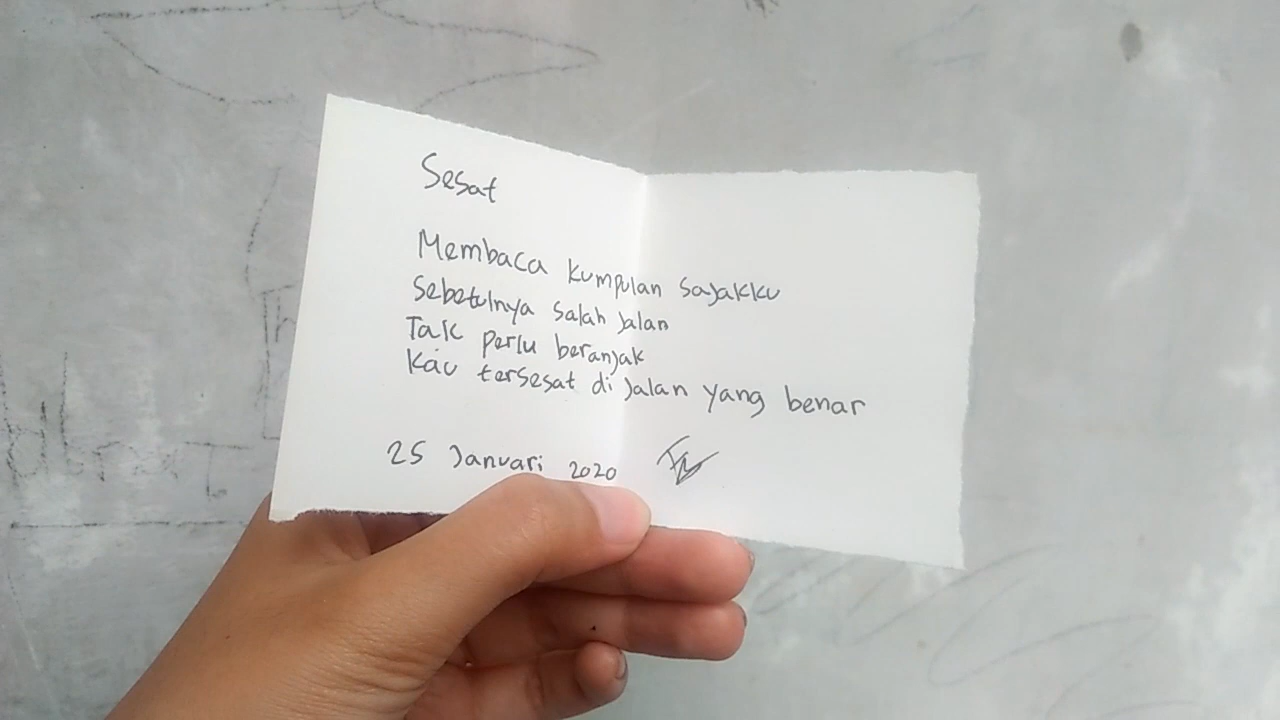 Sesat
Membaca kumpulan sajakku
Sebetulnya salah jalan
Tak perlu beranjak
Kau tersesat di jalan yang benar
25 Januari 2020